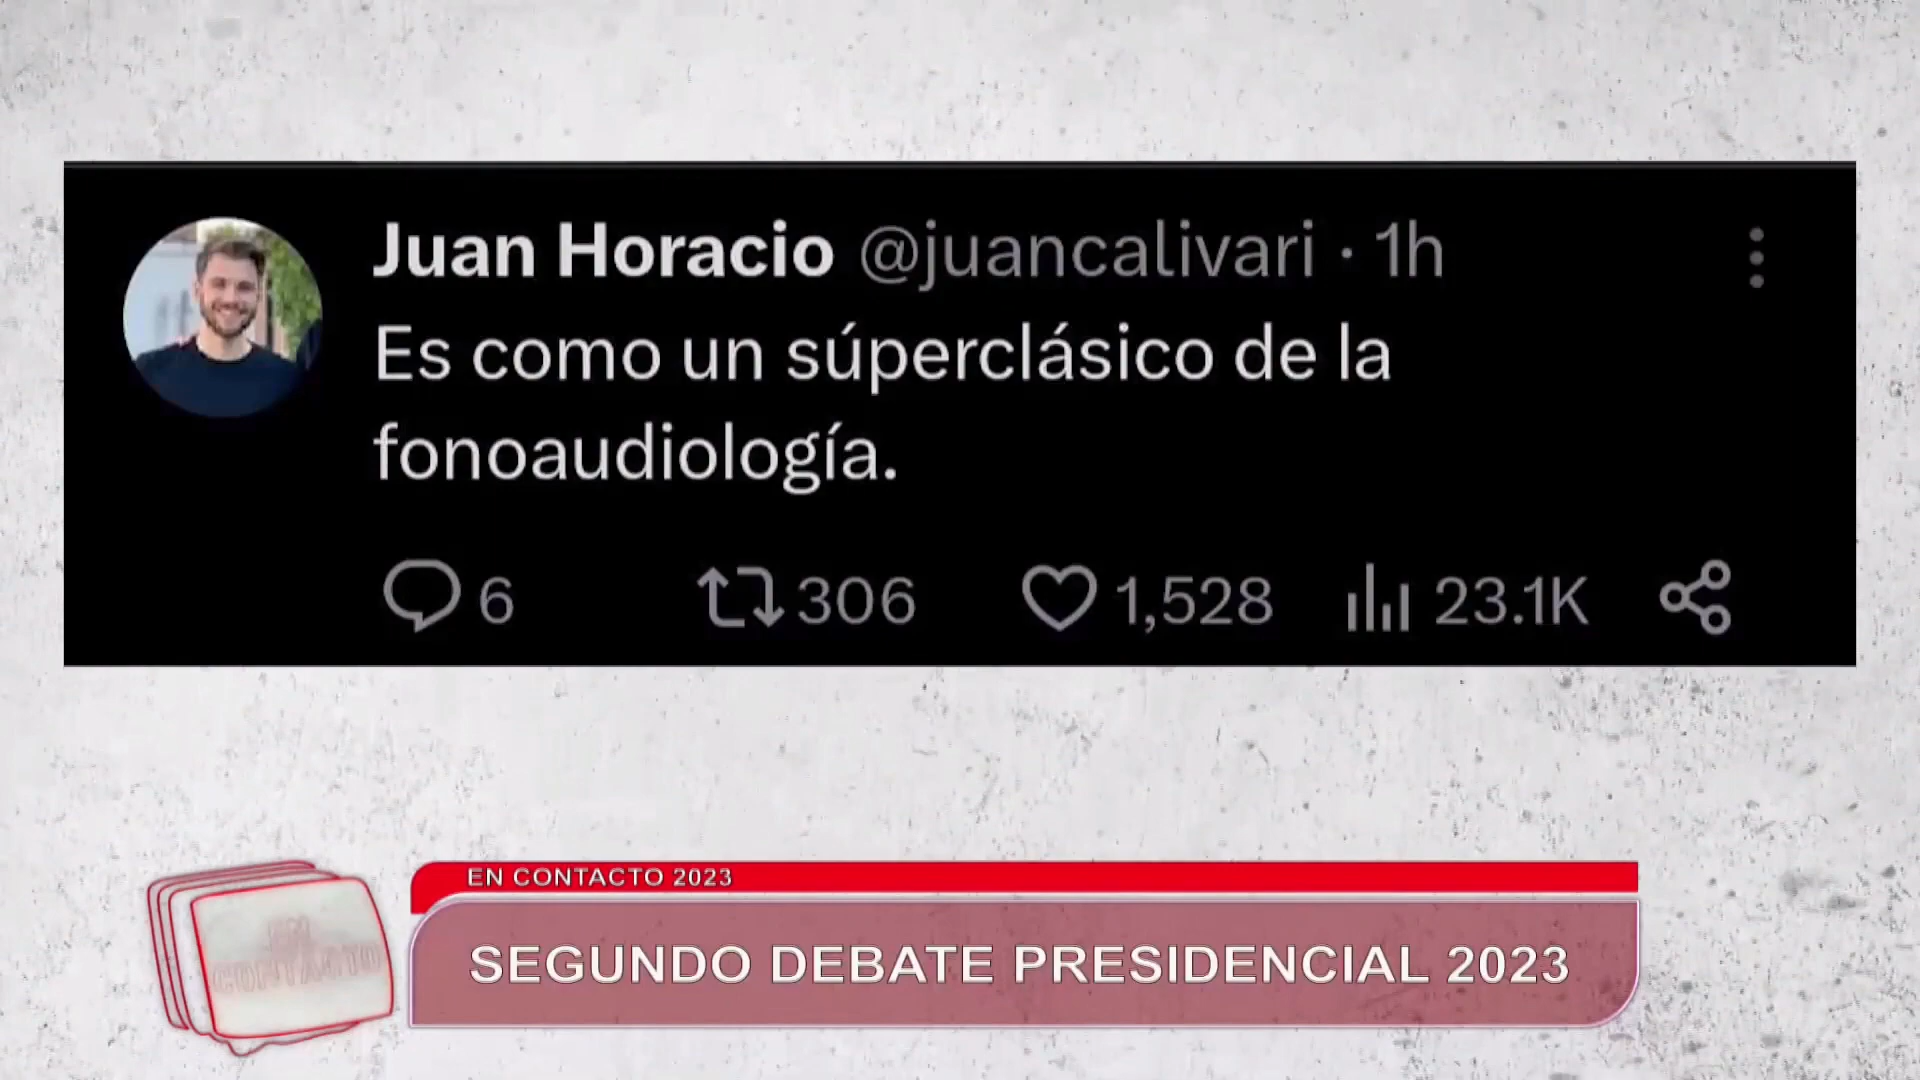 Juan Horacio @juancalivari · 1h
Es como un súperclásico de la
fonoaudiología.
6 306 1,528 23.1K
EN CONTACTO 2023
SEGUNDO DEBATE PRESIDENCIAL 2023
CONTACTO